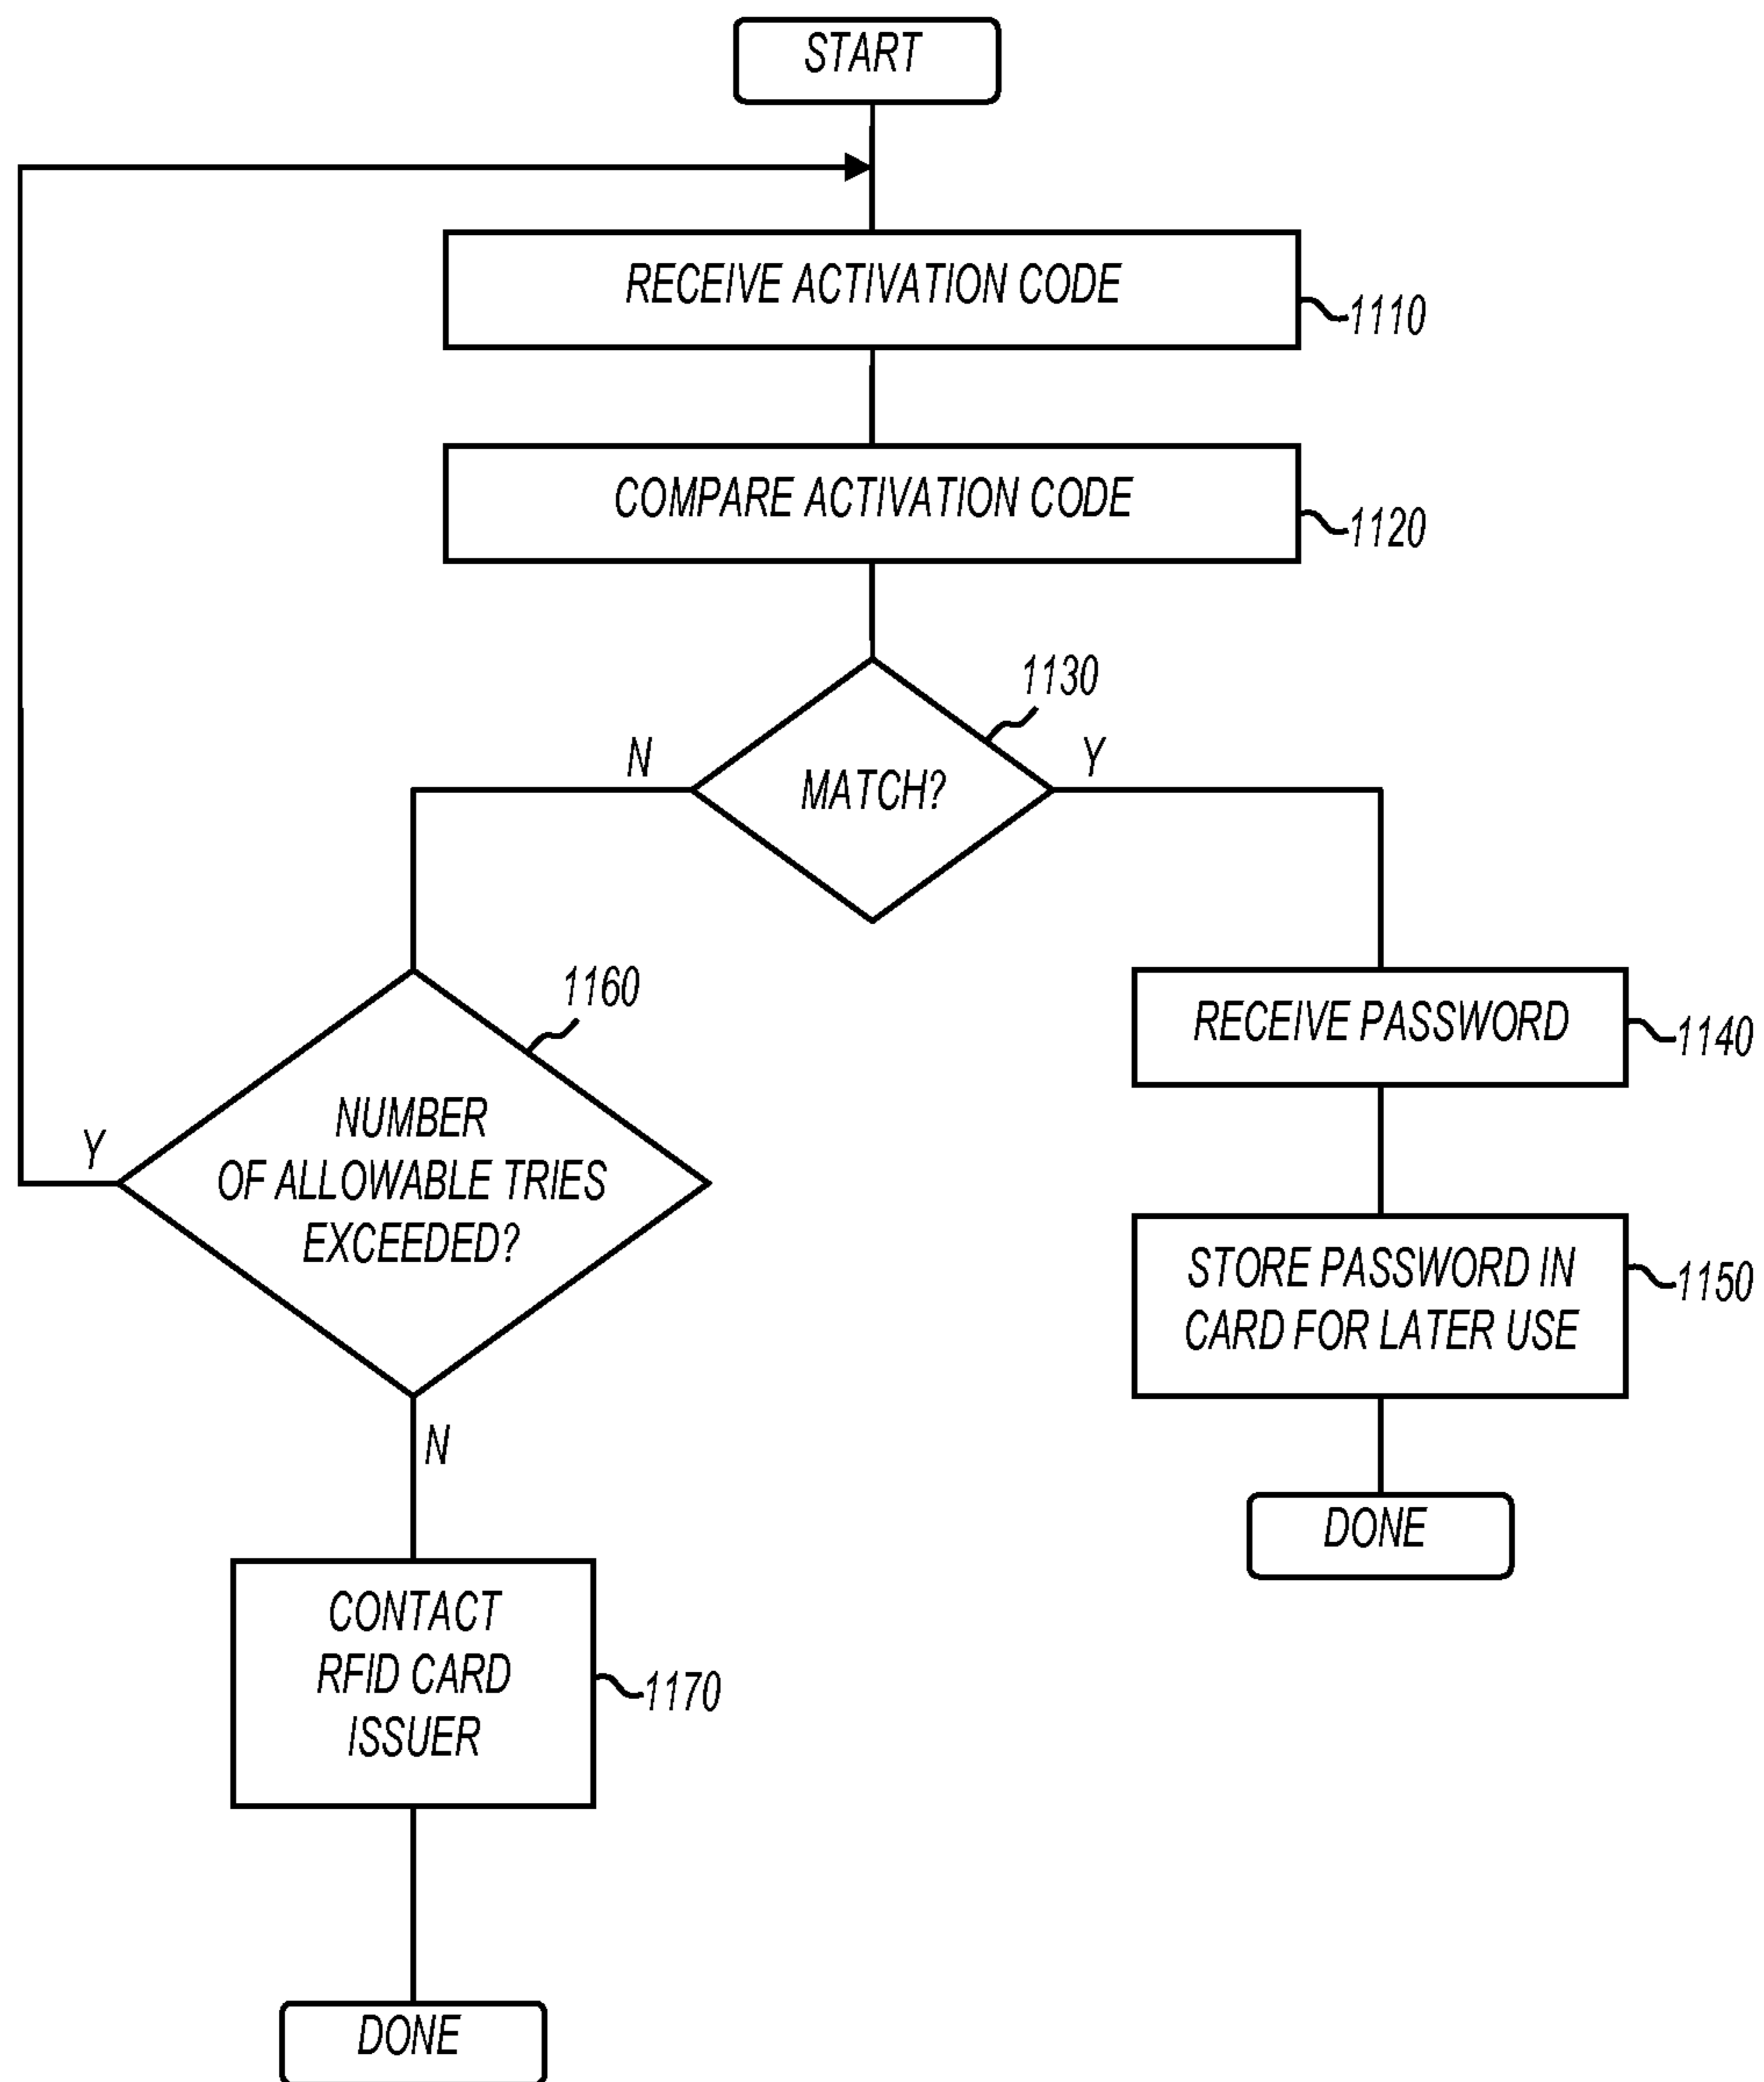 START
RECEIVE ACTIVATION CODE
1110
COMPARE ACTIVATION CODE
1120
1130
N
MATCH?
Y
1160
NUMBER
OF ALLOWABLE TRIES
EXCEEDED?
Y
N
RECEIVE PASSWORD
1140
STORE PASSWORD IN
CARD FOR LATER USE
1150
DONE
CONTACT
RFID CARD
ISSUER
1170
DONE